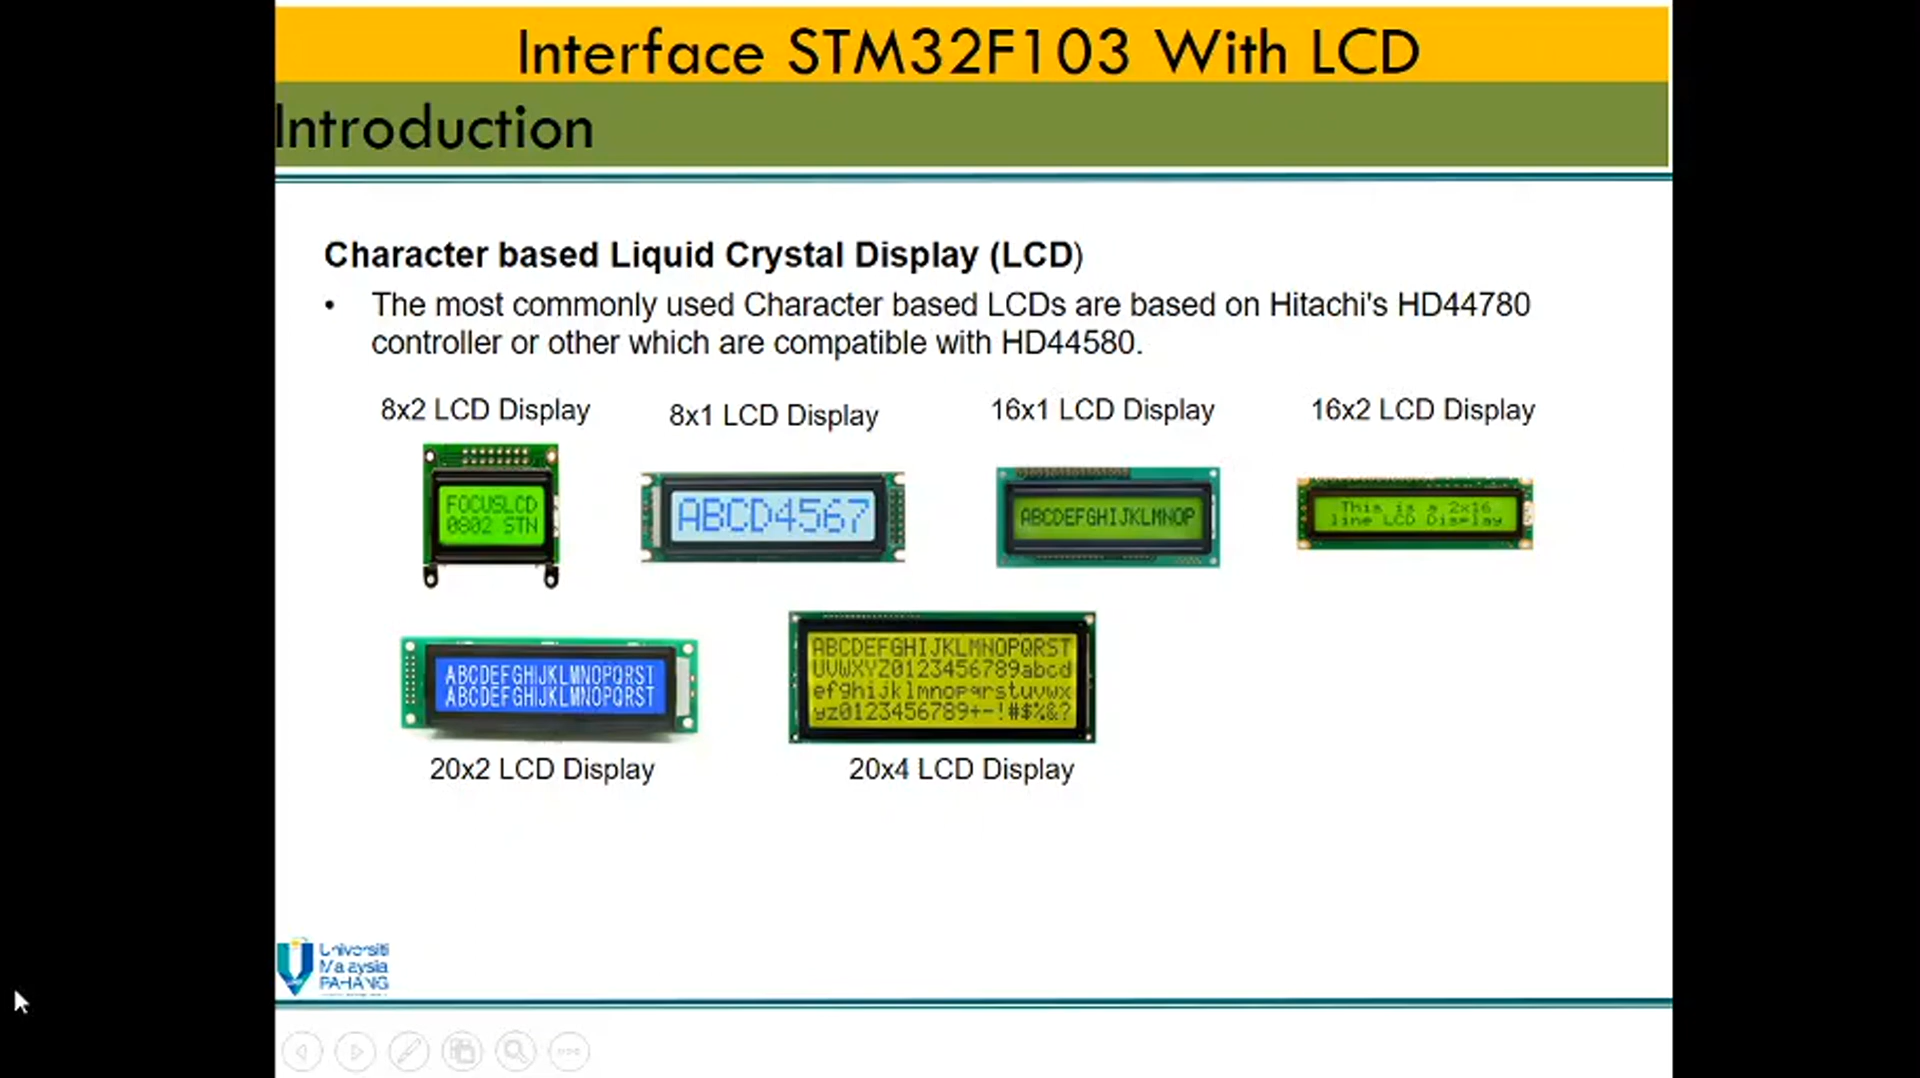 Interface STM32F103 With LCD
Introduction
Character based Liquid Crystal Display (LCD)
• The most commonly used Character based LCDs are based on Hitachi's HD44780
controller or other which are compatible with HD44580.
8x2 LCD Display
8x1 LCD Display
16x1 LCD Display
16x2 LCD Display
FOCUSLCD
0802 STN
ABCD4567
ABCDEFGHIJKLMNOP
This is a 2x16
line LCD Display
ABCDEFGHIJKLMNOPQRST
ABCDEFGHIJKLMNOPQRST
ABCDEFGHIJKLMNOPQRST
UVWXYZ0123456789abcd
efghijklmnopqrstuvwx
yz0123456789+-!#$%&?
20x2 LCD Display
20x4 LCD Display
Universiti
Malaysia
PAHANG